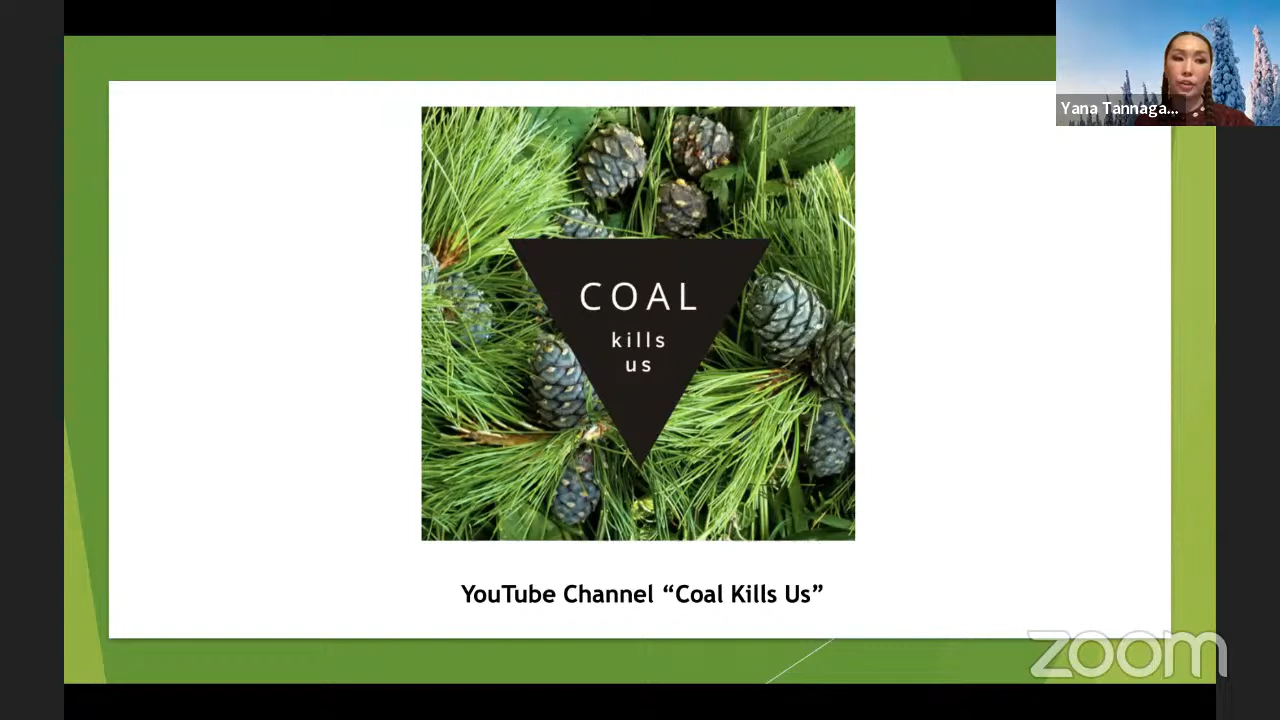 Yana Tannaga...
COAL
kills
us
YouTube Channel “Coal Kills Us”
zoom